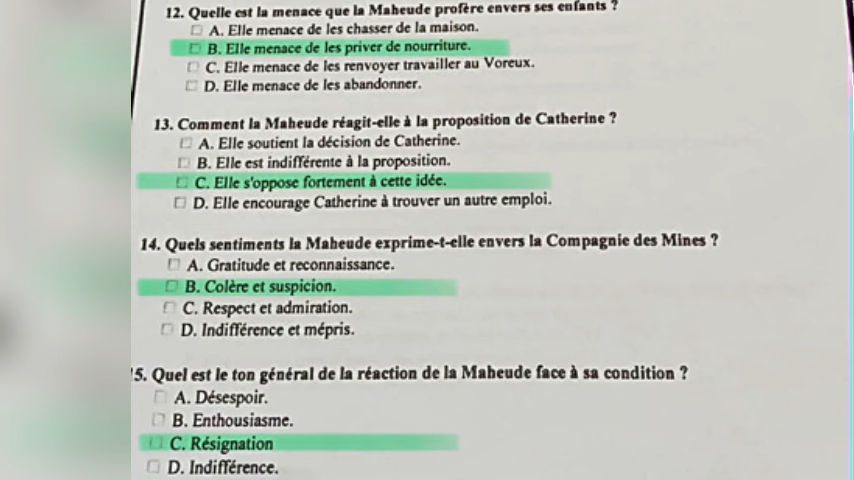 12. Quelle est la menace que la Maheude profère envers ses enfants ?
A. Elle menace de les chasser de la maison.
B. Elle menace de les priver de nourriture.
C. Elle menace de les renvoyer travailler au Voreux.
D. Elle menace de les abandonner.
13. Comment la Maheude réagit-elle à la proposition de Catherine ?
A. Elle soutient la décision de Catherine.
B. Elle est indifférente à la proposition.
C. Elle s'oppose fortement à cette idée.
D. Elle encourage Catherine à trouver un autre emploi.
14. Quels sentiments la Maheude exprime-t-elle envers la Compagnie des Mines ?
A. Gratitude et reconnaissance.
B. Colère et suspicion.
C. Respect et admiration.
D. Indifférence et mépris.
15. Quel est le ton général de la réaction de la Maheude face à sa condition ?
A. Désespoir.
B. Enthousiasme.
C. Résignation
D. Indifférence.